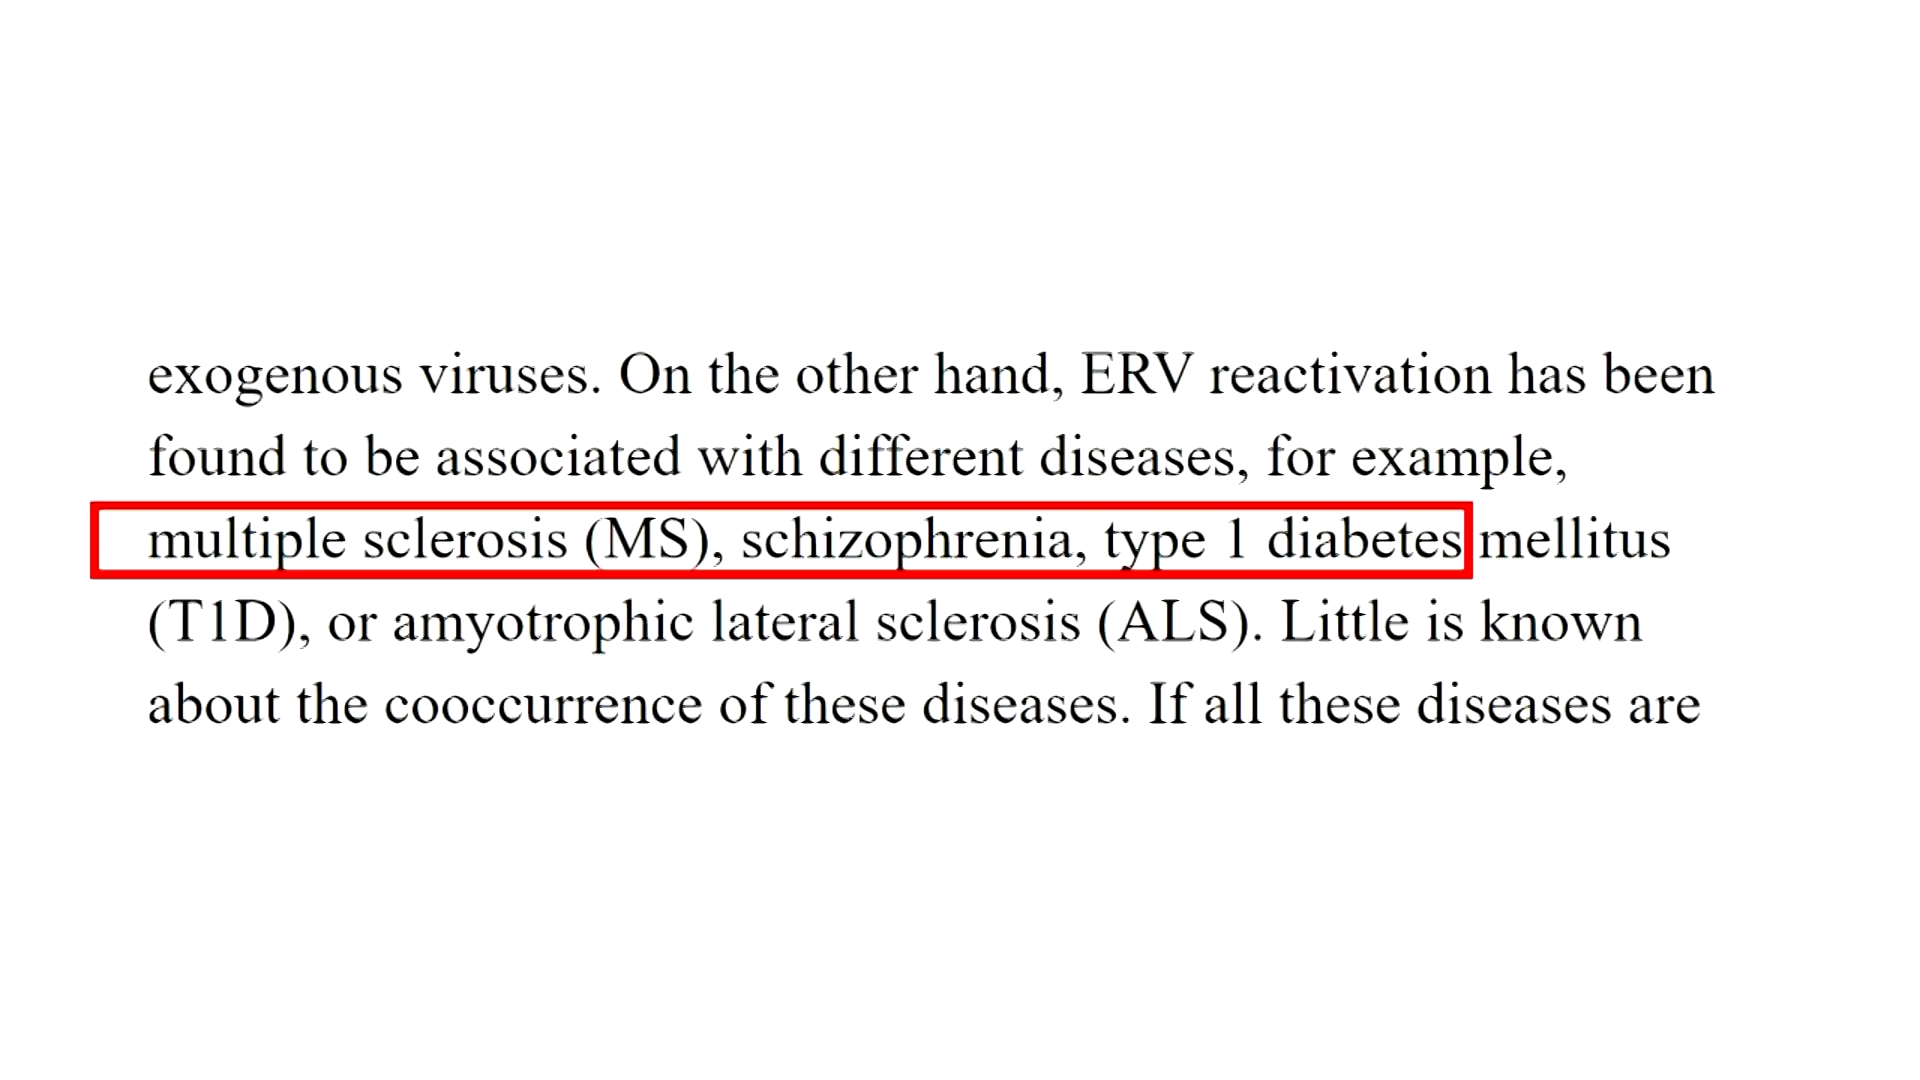 exogenous viruses. On the other hand, ERV reactivation has been
found to be associated with different diseases, for example,
multiple sclerosis (MS), schizophrenia, type 1 diabetes mellitus
(T1D), or amyotrophic lateral sclerosis (ALS). Little is known
about the cooccurrence of these diseases. If all these diseases are